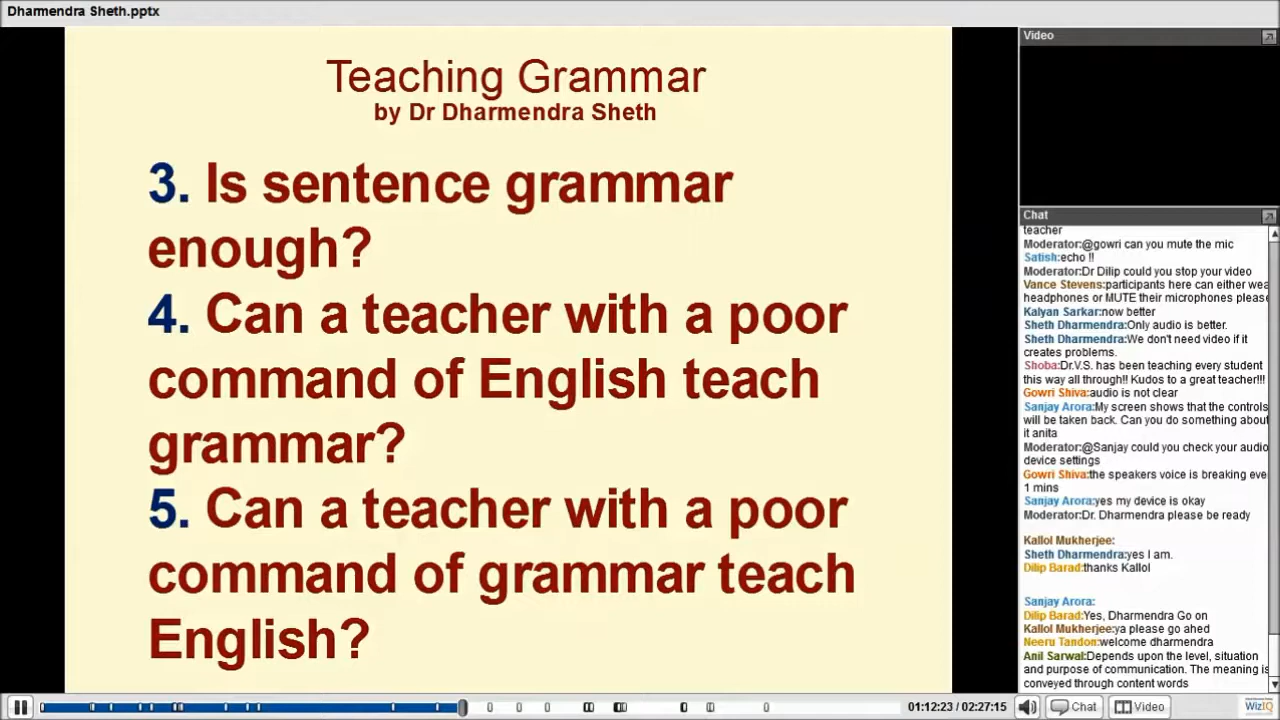 Dharmendra Sheth.pptx
Teaching Grammar
by Dr Dharmendra Sheth
3. Is sentence grammar
enough?
4. Can a teacher with a poor
command of English teach
grammar?
5. Can a teacher with a poor
command of grammar teach
English?
Video
Chat
teacher
Moderator:@gowri can you mute the mic
Satish:echo !!
Moderator:Dr Dilip could you stop your video
Vance Stevens:participants here can either wea
headphones or MUTE their microphones please
Kalyan Sarkar:now better
Sheth Dharmendra:Only audio is better.
Sheth Dharmendra:We don't need video if it
creates problems.
Shoba:Dr.V.S. has been teaching every student
this way all through!! Kudos to a great teacher!!!
Gowri Shiva:audio is not clear
Sanjay Arora:My screen shows that the controls
will be taken back. Can you do something about
it anita
Moderator:@Sanjay could you check your audio
device settings
Gowri Shiva:the speakers voice is breaking eve
1 mins
Sanjay Arora:yes my device is okay
Moderator:Dr. Dharmendra please be ready
Kallol Mukherjee:
Sheth Dharmendra:yes I am.
Dilip Barad:thanks Kallol
Sanjay Arora:
Dilip Barad:Yes, Dharmendra Go on
Kallol Mukherjee:ya please go ahed
Neeru Tandon:welcome dharmendra
Anil Sarwal:Depends upon the level, situation
and purpose of communication. The meaning is
conveyed through content words
01:12:23 / 02:27:15
Chat
Video
WizIQ